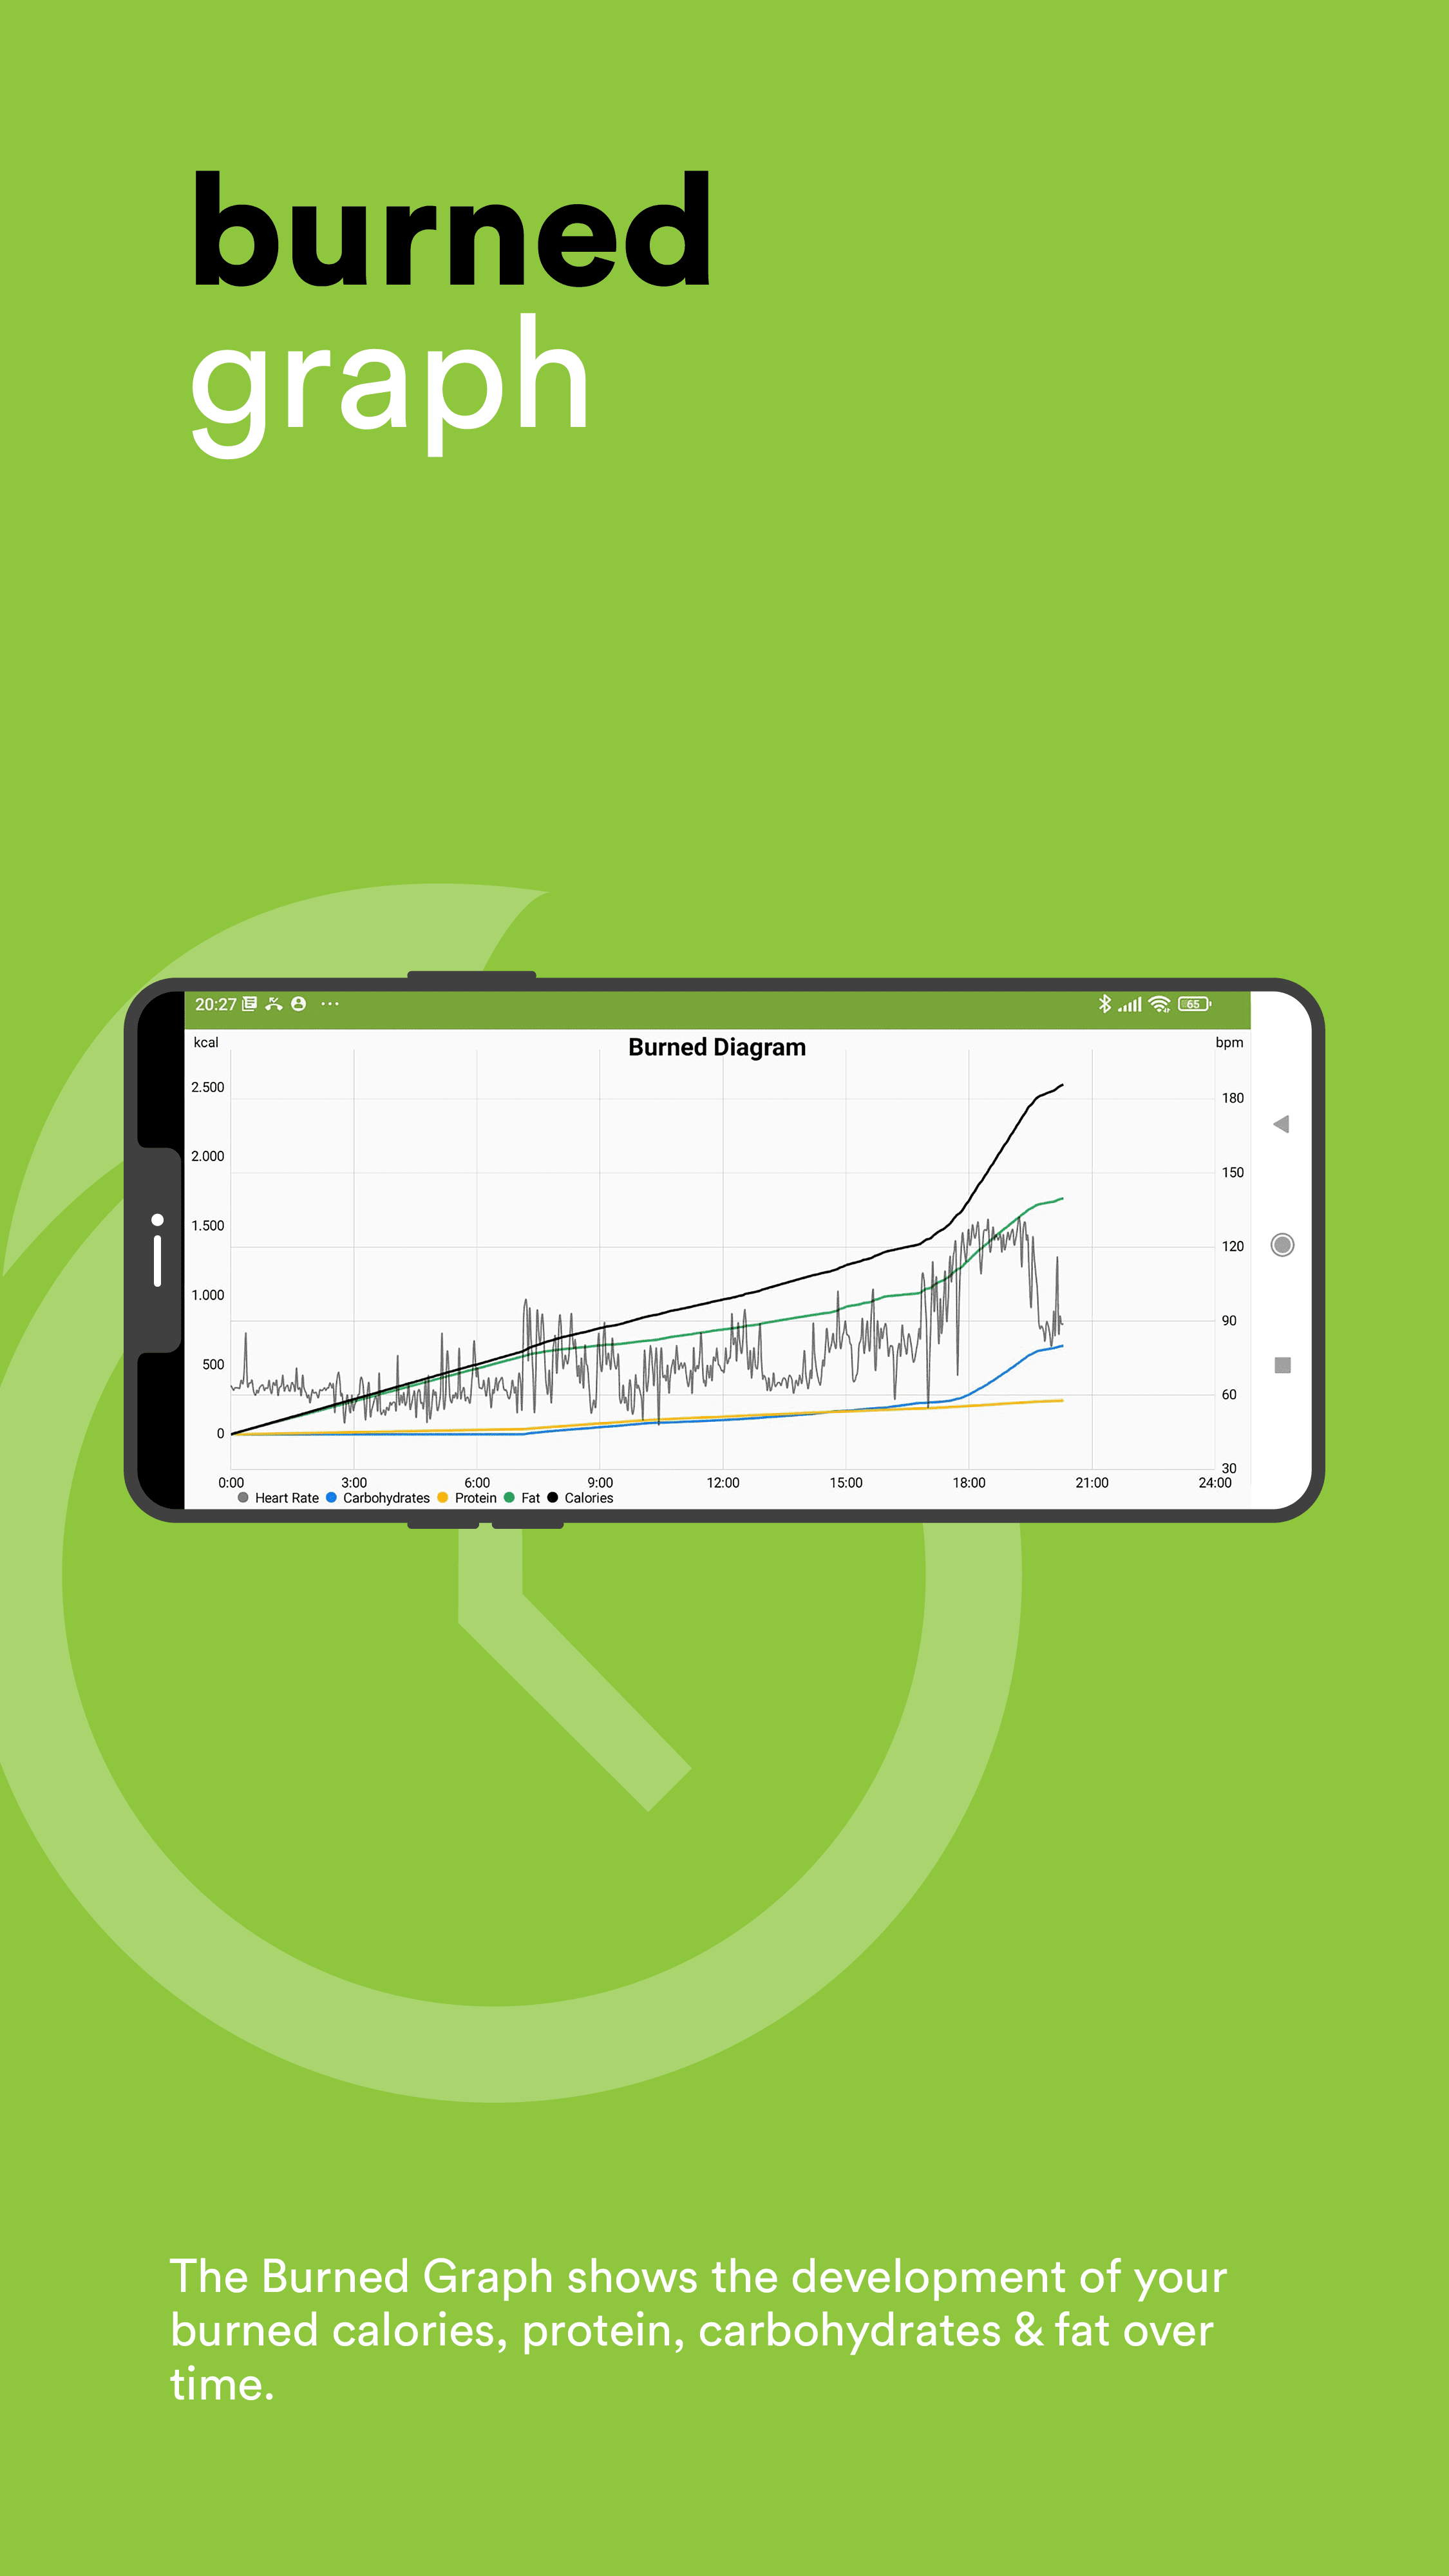 burned
graph
20:27
65
kcal
Burned Diagram
bpm
2.500
2.000
1.500
1.000
500
0
180
150
120
90
60
30
0:00 3:00 6:00 9:00 12:00 15:00 18:00 21:00 24:00
Heart Rate Carbohydrates Protein Fat Calories
The Burned Graph shows the development of your
burned calories, protein, carbohydrates & fat over
time.